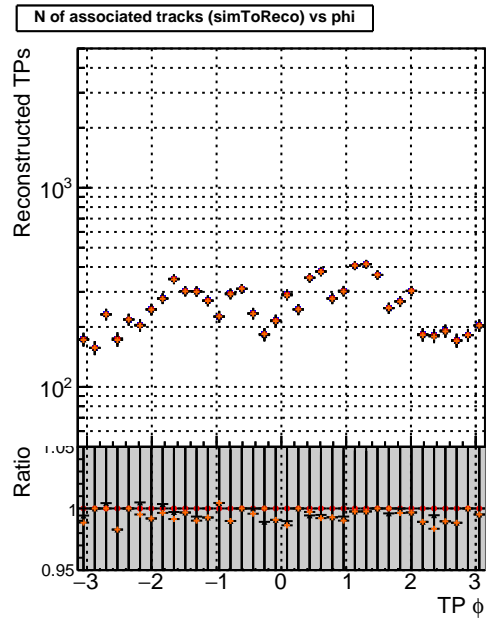 N of associated tracks (simToReco) vs phi
Reconstructed TPs
10³
10²
Ratio
1.05
1
0.95
−3 −2 −1 0 1 2 3
TP ϕ